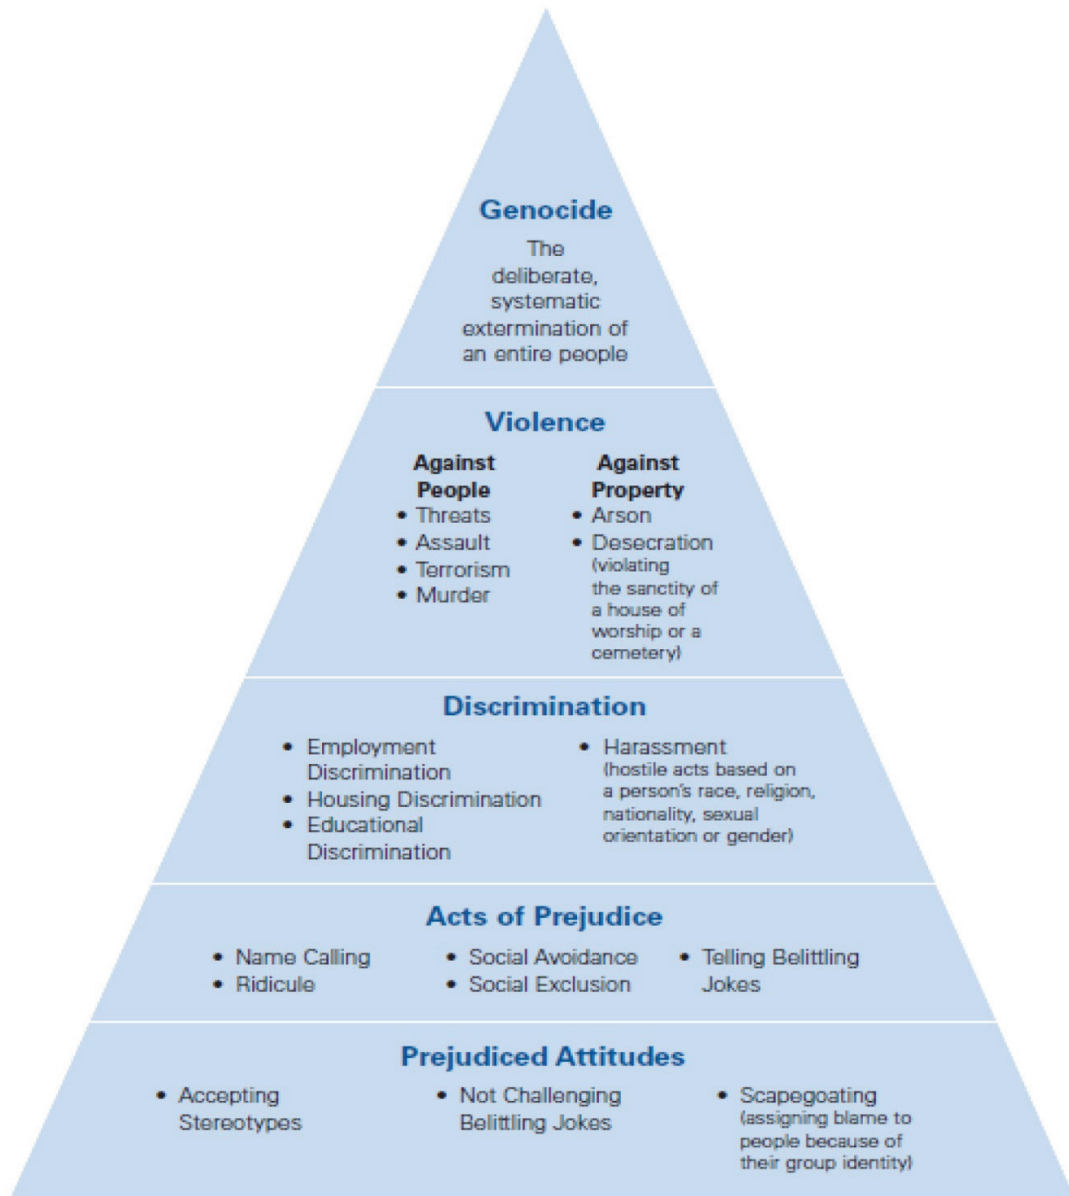 Genocide
The
deliberate,
systematic
extermination of
an entire people
Violence
Against
People
• Threats
• Assault
• Terrorism
• Murder
Against
Property
• Arson
• Desecration
(violating
the sanctity of
a house of
worship or a
cemetery)
Discrimination
• Employment
Discrimination
• Housing Discrimination
• Educational
Discrimination
• Harassment
(hostile acts based on
a person's race, religion,
nationality, sexual
orientation or gender)
Acts of Prejudice
• Name Calling
• Ridicule
• Social Avoidance
• Social Exclusion
• Telling Belittling
Jokes
Prejudiced Attitudes
• Accepting
Stereotypes
• Not Challenging
Belittling Jokes
• Scapegoating
(assigning blame to
people because of
their group identity)